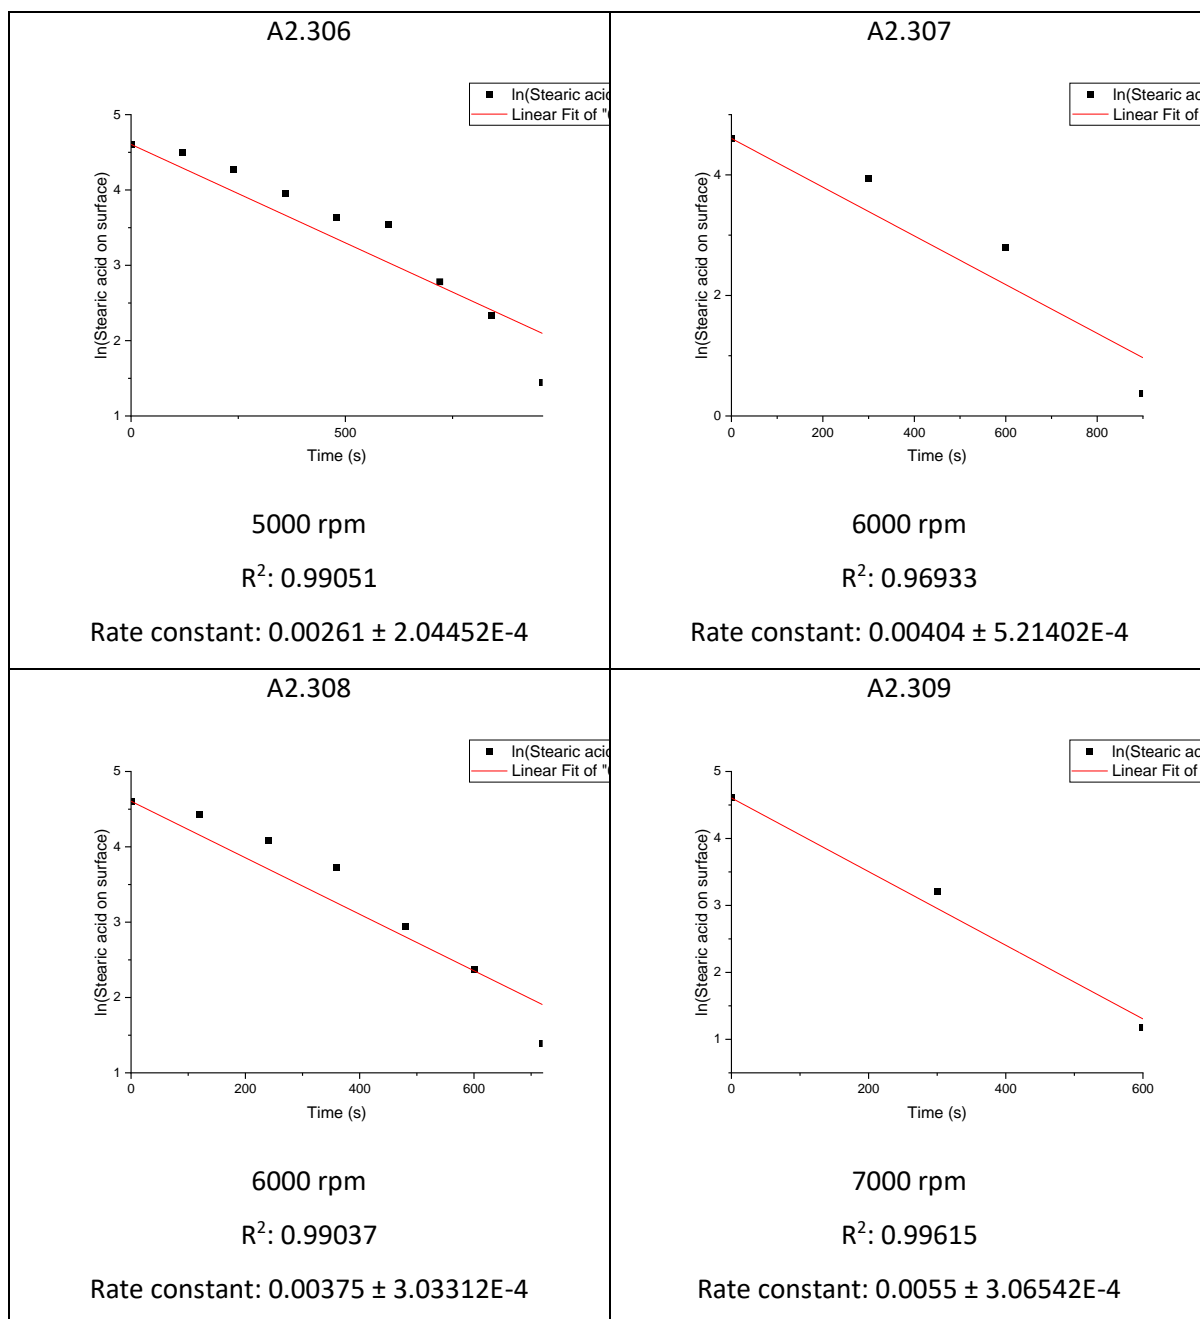 A2.306
ln(Stearic acid
Linear Fit of "
5
4
3
2
1
0
500
ln(Stearic acid on surface)
Time (s)
5000 rpm
R²: 0.99051
Rate constant: 0.00261 ± 2.04452E-4
A2.307
ln(Stearic ac
Linear Fit of
4
2
0
0
200
400
600
800
ln(Stearic acid on surface)
Time (s)
6000 rpm
R²: 0.96933
Rate constant: 0.00404 ± 5.21402E-4
A2.308
ln(Stearic acid
Linear Fit of "
5
4
3
2
1
0
200
400
600
ln(Stearic acid on surface)
Time (s)
6000 rpm
R²: 0.99037
Rate constant: 0.00375 ± 3.03312E-4
A2.309
ln(Stearic ac
Linear Fit of
5
4
3
2
1
0
200
400
600
ln(Stearic acid on surface)
Time (s)
7000 rpm
R²: 0.99615
Rate constant: 0.0055 ± 3.06542E-4